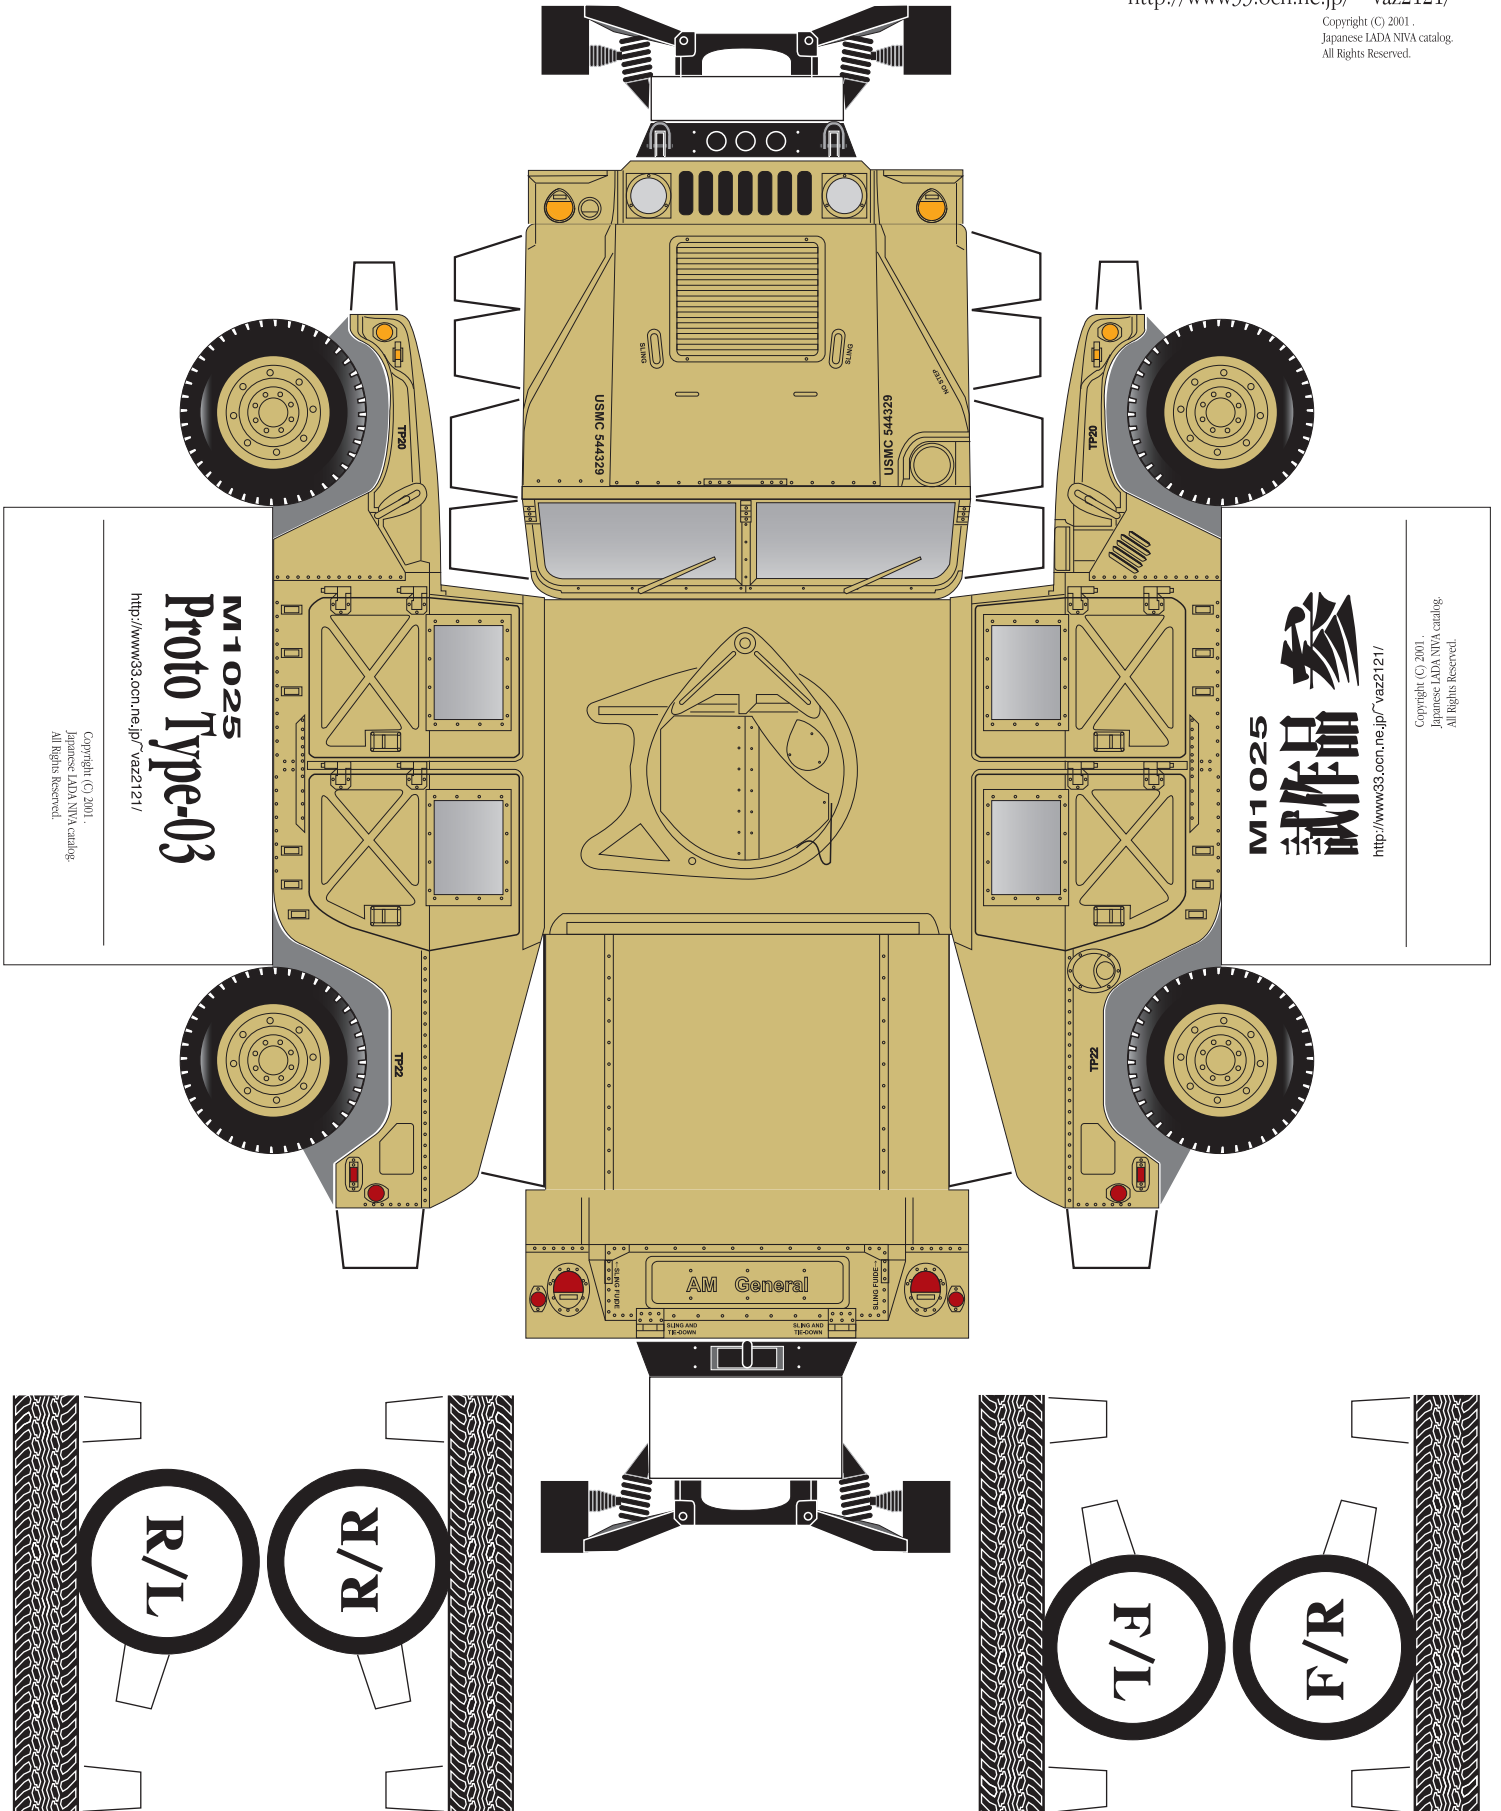 Copyright (C) 2001 .
Japanese LADA NIVA catalog.
All Rights Reserved.
SLING
SLING
NO STEP
USMC 544329
USMC 544329
TP20
TP20
M1025
Proto Type-03
http://www33.ocn.ne.jp/~vaz2121/
Copyright (C) 2001 .
Japanese LADA NIVA catalog.
All Rights Reserved.
M1025
試作品 参
http://www33.ocn.ne.jp/~vaz2121/
Copyright (C) 2001 .
Japanese LADA NIVA catalog.
All Rights Reserved.
TP22
TP22
←SLING FUIDE
AM General
SLING FUIDE→
SLING AND
TIE-DOWN
SLING AND
TIE-DOWN
R/L
R/R
F/L
F/R